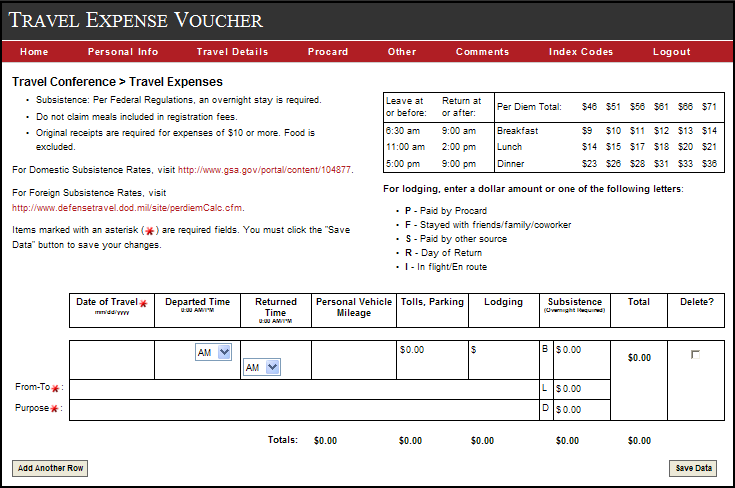 TRAVEL EXPENSE VOUCHER
Home Personal Info Travel Details Procard Other Comments Index Codes Logout
Travel Conference > Travel Expenses
• Subsistence: Per Federal Regulations, an overnight stay is required.
• Do not claim meals included in registration fees.
• Original receipts are required for expenses of $10 or more. Food is
excluded.
For Domestic Subsistence Rates, visit http://www.gsa.gov/portal/content/104877.
For Foreign Subsistence Rates, visit
http://www.defensetravel.dod.mil/site/perdiemCalc.cfm.
Items marked with an asterisk (*) are required fields. You must click the "Save
Data" button to save your changes.
Leave at Return at
or before: or after: Per Diem Total: $46 $51 $56 $61 $66 $71
6:30 am 9:00 am Breakfast $9 $10 $11 $12 $13 $14
11:00 am 2:00 pm Lunch $14 $15 $17 $18 $20 $21
5:00 pm 9:00 pm Dinner $23 $26 $28 $31 $33 $36
For lodging, enter a dollar amount or one of the following letters:
• P - Paid by Procard
• F - Stayed with friends/family/coworker
• S - Paid by other source
• R - Day of Return
• I - In flight/En route
Date of Travel* Departed Time Returned Personal Vehicle Tolls, Parking Lodging Subsistence Total Delete?
mm/dd/yyyy 0:00 AM/PM Time Mileage (Overnight Required)
0:00 AM/PM
AM $0.00 $ B $0.00 $0.00
AM
From-To*: L $0.00
Purpose*: D $0.00
Totals: $0.00 $0.00 $0.00 $0.00 $0.00
Add Another Row Save Data